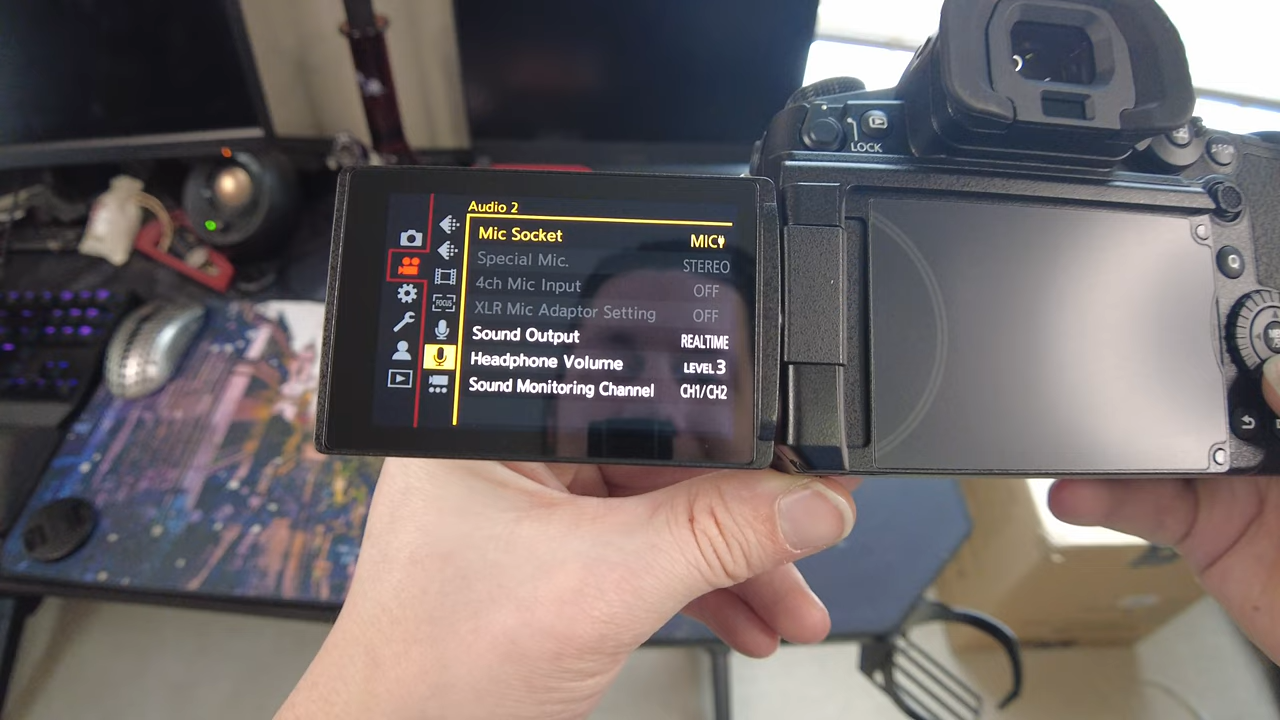 LOCK
Audio 2
Mic Socket MIC
Special Mic. STEREO
4ch Mic Input OFF
XLR Mic Adaptor Setting OFF
Sound Output REALTIME
Headphone Volume LEVEL 3
Sound Monitoring Channel CH1/CH2
FOCUS
Q